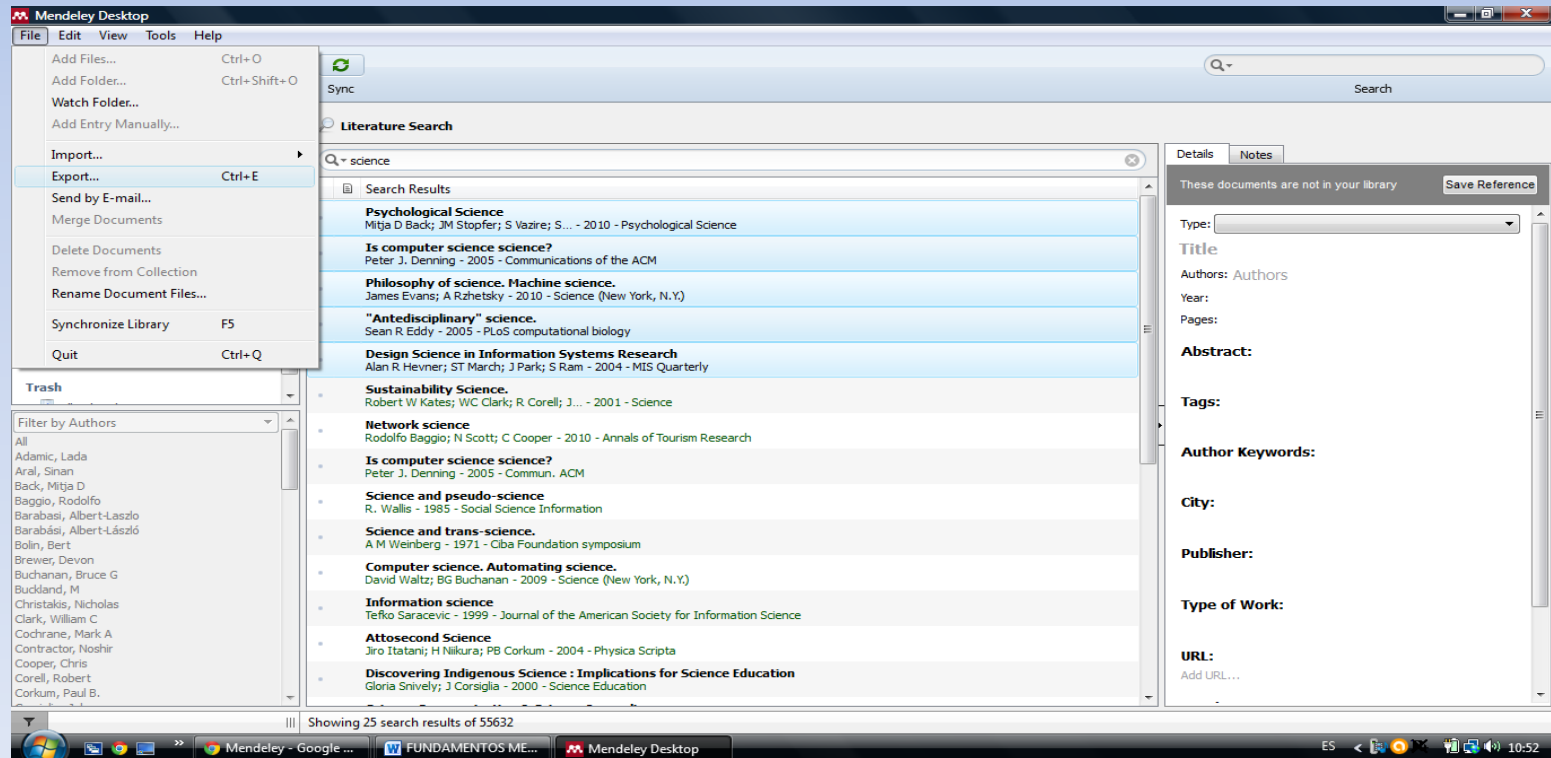 Mendeley Desktop
File Edit View Tools Help
Add Files... Ctrl+O
Add Folder... Ctrl+Shift+O
Watch Folder...
Add Entry Manually...
Import...
Export... Ctrl+E
Send by E-mail...
Merge Documents
Delete Documents
Remove from Collection
Rename Document Files...
Synchronize Library F5
Quit Ctrl+Q
Trash
Filter by Authors
All
Adamic, Lada
Aral, Sinan
Back, Mitja D
Baggio, Rodolfo
Barabasi, Albert-Laszlo
Barabási, Albert-László
Bolin, Bert
Brewer, Devon
Buchanan, Bruce G
Buckland, M
Christakis, Nicholas
Clark, William C
Cochrane, Mark A
Contractor, Noshir
Cooper, Chris
Corell, Robert
Corkum, Paul B.
Sync
Search
Literature Search
science
Search Results
Psychological Science
Mitja D Back; JM Stopfer; S Vazire; S... - 2010 - Psychological Science
Is computer science science?
Peter J. Denning - 2005 - Communications of the ACM
Philosophy of science. Machine science.
James Evans; A Rzhetsky - 2010 - Science (New York, N.Y.)
"Antedisciplinary" science.
Sean R Eddy - 2005 - PLoS computational biology
Design Science in Information Systems Research
Alan R Hevner; ST March; J Park; S Ram - 2004 - MIS Quarterly
Sustainability Science.
Robert W Kates; WC Clark; R Corell; J... - 2001 - Science
Network science
Rodolfo Baggio; N Scott; C Cooper - 2010 - Annals of Tourism Research
Is computer science science?
Peter J. Denning - 2005 - Commun. ACM
Science and pseudo-science
R. Wallis - 1985 - Social Science Information
Science and trans-science.
A M Weinberg - 1971 - Ciba Foundation symposium
Computer science. Automating science.
David Waltz; BG Buchanan - 2009 - Science (New York, N.Y.)
Information science
Tefko Saracevic - 1999 - Journal of the American Society for Information Science
Attosecond Science
Jiro Itatani; H Niikura; PB Corkum - 2004 - Physica Scripta
Discovering Indigenous Science : Implications for Science Education
Gloria Snively; J Corsiglia - 2000 - Science Education
Details Notes
These documents are not in your library Save Reference
Type:
Title
Authors: Authors
Year:
Pages:
Abstract:
Tags:
Author Keywords:
City:
Publisher:
Type of Work:
URL:
Add URL...
Showing 25 search results of 55632
Mendeley - Google ... FUNDAMENTOS ME... Mendeley Desktop ES 10:52